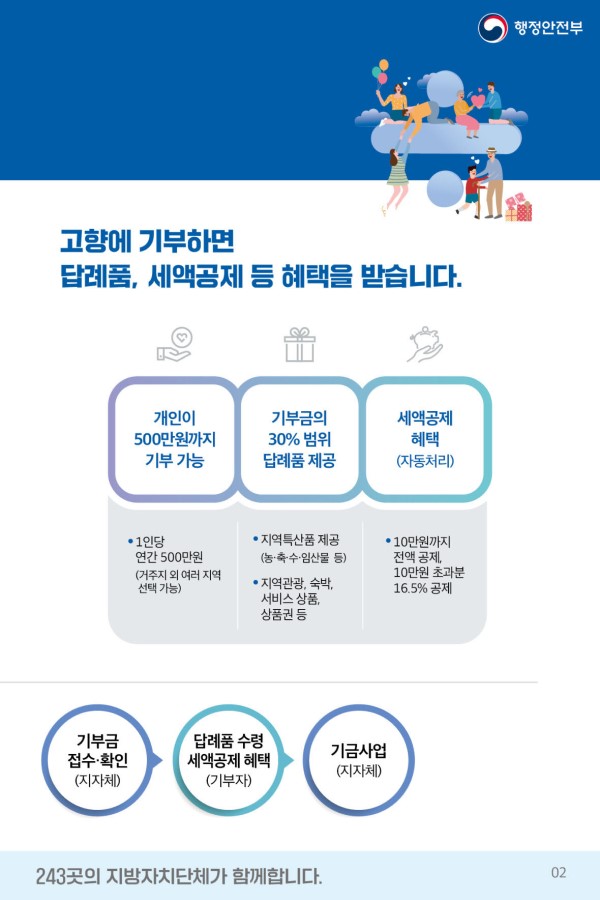 행정안전부
고향에 기부하면
답례품, 세액공제 등 혜택을 받습니다.
개인이
500만원까지
기부 가능
기부금의
30% 범위
답례품 제공
세액공제
혜택
(자동처리)
• 1인당
연간 500만원
(거주지 외 여러 지역
선택 가능)
• 지역특산품 제공
(농·축·수·임산물 등)
• 지역관광, 숙박,
서비스 상품,
상품권 등
• 10만원까지
전액 공제,
10만원 초과분
16.5% 공제
기부금
접수·확인
(지자체)
답례품 수령
세액공제 혜택
(기부자)
기금사업
(지자체)
243곳의 지방자치단체가 함께합니다.
02